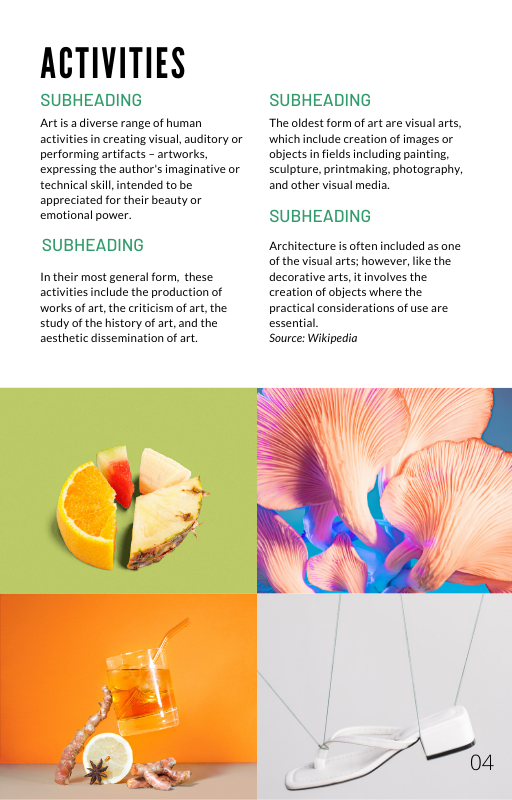 ACTIVITIES
SUBHEADING
Art is a diverse range of human
activities in creating visual, auditory or
performing artifacts – artworks,
expressing the author's imaginative or
technical skill, intended to be
appreciated for their beauty or
emotional power.
SUBHEADING
In their most general form,  these
activities include the production of
works of art, the criticism of art, the
study of the history of art, and the
aesthetic dissemination of art.
SUBHEADING
The oldest form of art are visual arts,
which include creation of images or
objects in fields including painting,
sculpture, printmaking, photography,
and other visual media.
SUBHEADING
Architecture is often included as one
of the visual arts; however, like the
decorative arts, it involves the
creation of objects where the
practical considerations of use are
essential.
Source: Wikipedia
04